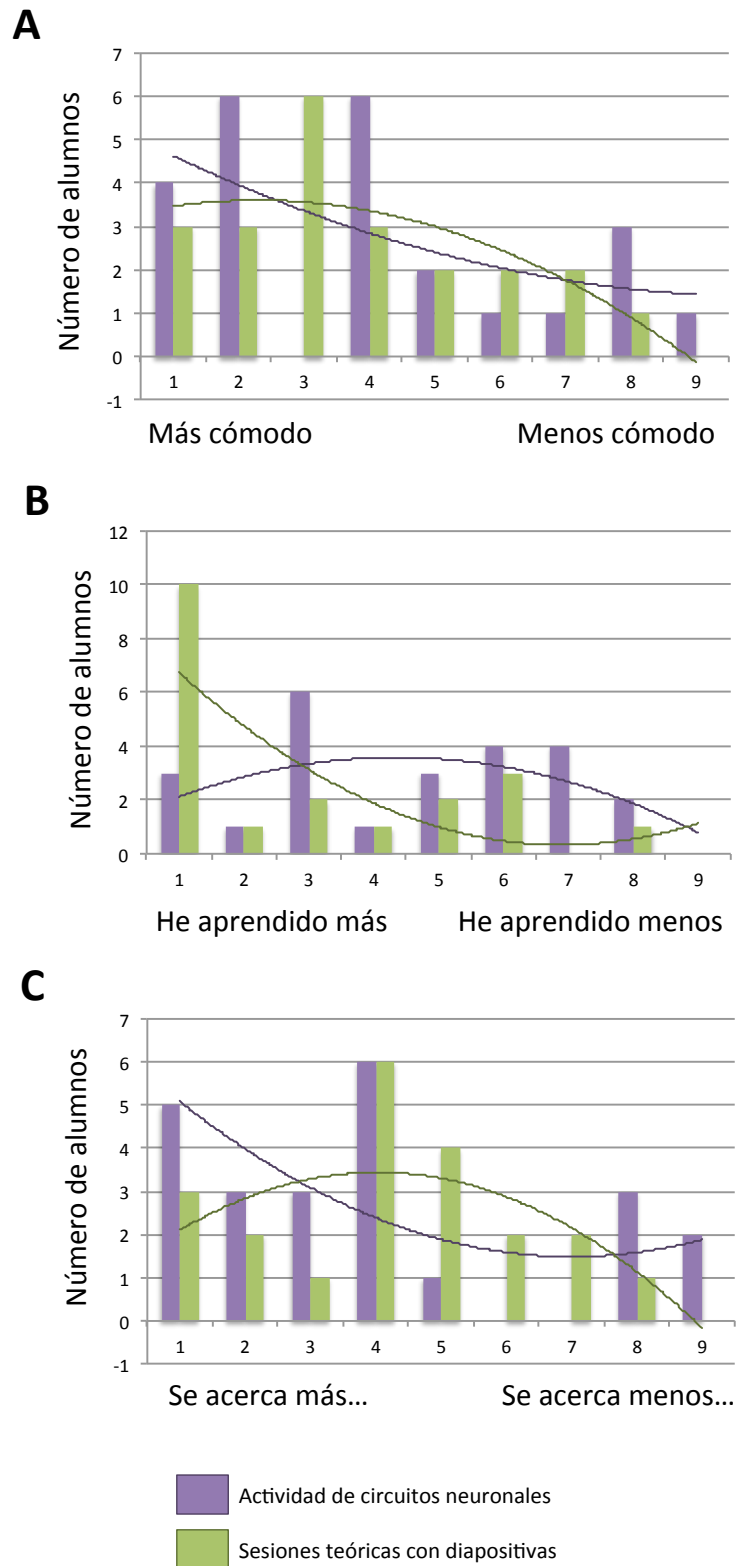 A
Número de alumnos
7
6
5
4
3
2
1
0
-1
1 2 3 4 5 6 7 8 9
Más cómodo Menos cómodo
B
Número de alumnos
12
10
8
6
4
2
0
1 2 3 4 5 6 7 8 9
He aprendido más He aprendido menos
C
Número de alumnos
7
6
5
4
3
2
1
0
-1
1 2 3 4 5 6 7 8 9
Se acerca más... Se acerca menos...
Actividad de circuitos neuronales
Sesiones teóricas con diapositivas